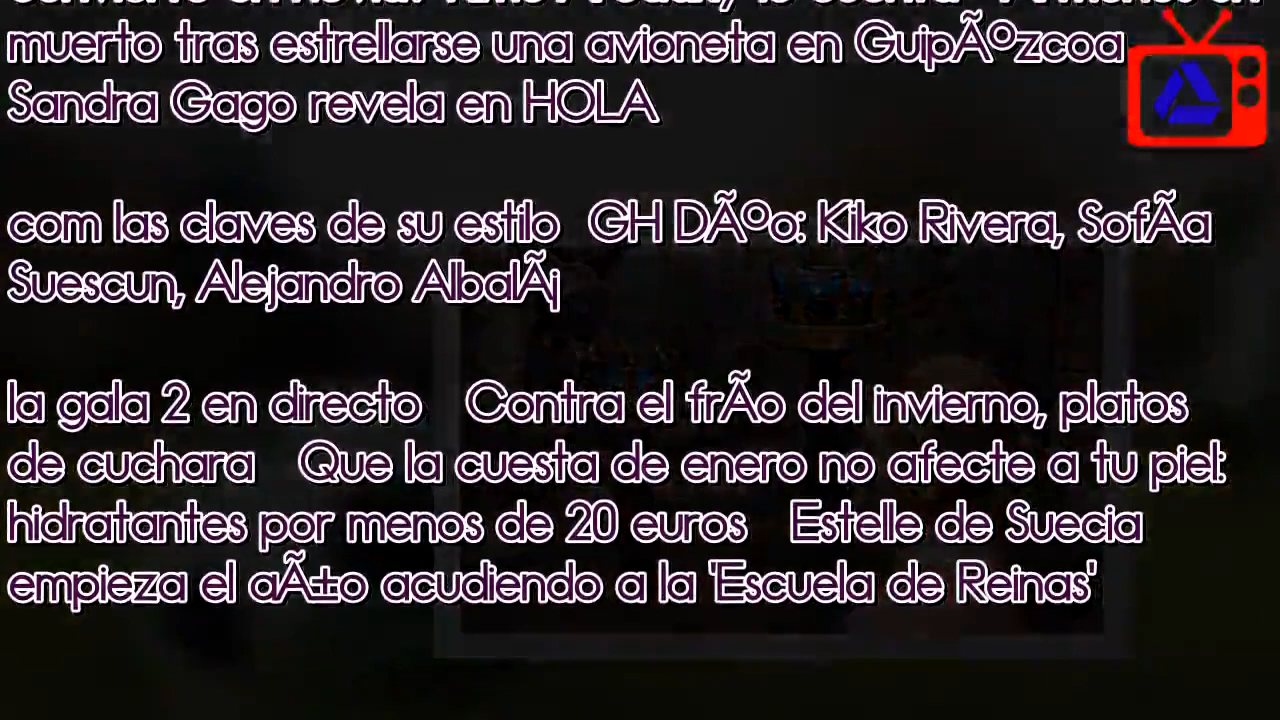 muerto tras estrellarse una avioneta en GuipÃºzcoa
Sandra Gago revela en HOLA
com las claves de su estilo GH DÃºo: Kiko Rivera, SofÃa
Suescun, Alejandro AlbalÃ¡
la gala 2 en directo Contra el frÃo del invierno, platos
de cuchara Que la cuesta de enero no afecte a tu piel:
hidratantes por menos de 20 euros Estelle de Suecia
empieza el aÃ±o acudiendo a la 'Escuela de Reinas'